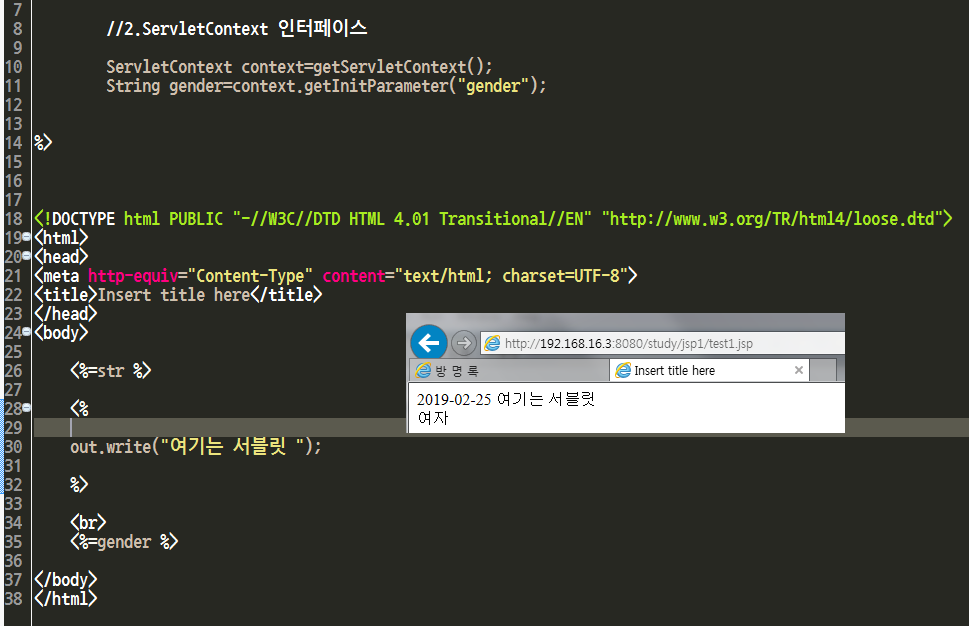 7
8 //2.ServletContext 인터페이스
9
10 ServletContext context=getServletContext();
11 String gender=context.getInitParameter("gender");
12
13
14 %>
15
16
17
18 <!DOCTYPE html PUBLIC "-//W3C//DTD HTML 4.01 Transitional//EN" "http://www.w3.org/TR/html4/loose.dtd">
19 <html>
20 <head>
21 <meta http-equiv="Content-Type" content="text/html; charset=UTF-8">
22 <title>Insert title here</title>
23 </head>
24 <body>
25
26 <%=str %>
27
28 <%
29
30 out.write("여기는 서블릿 ");
31
32 %>
33
34 <br>
35 <%=gender %>
36
37 </body>
38 </html>
http://192.168.16.3:8080/study/jsp1/test1.jsp
방 명 록
Insert title here
2019-02-25 여기는 서블릿
여자